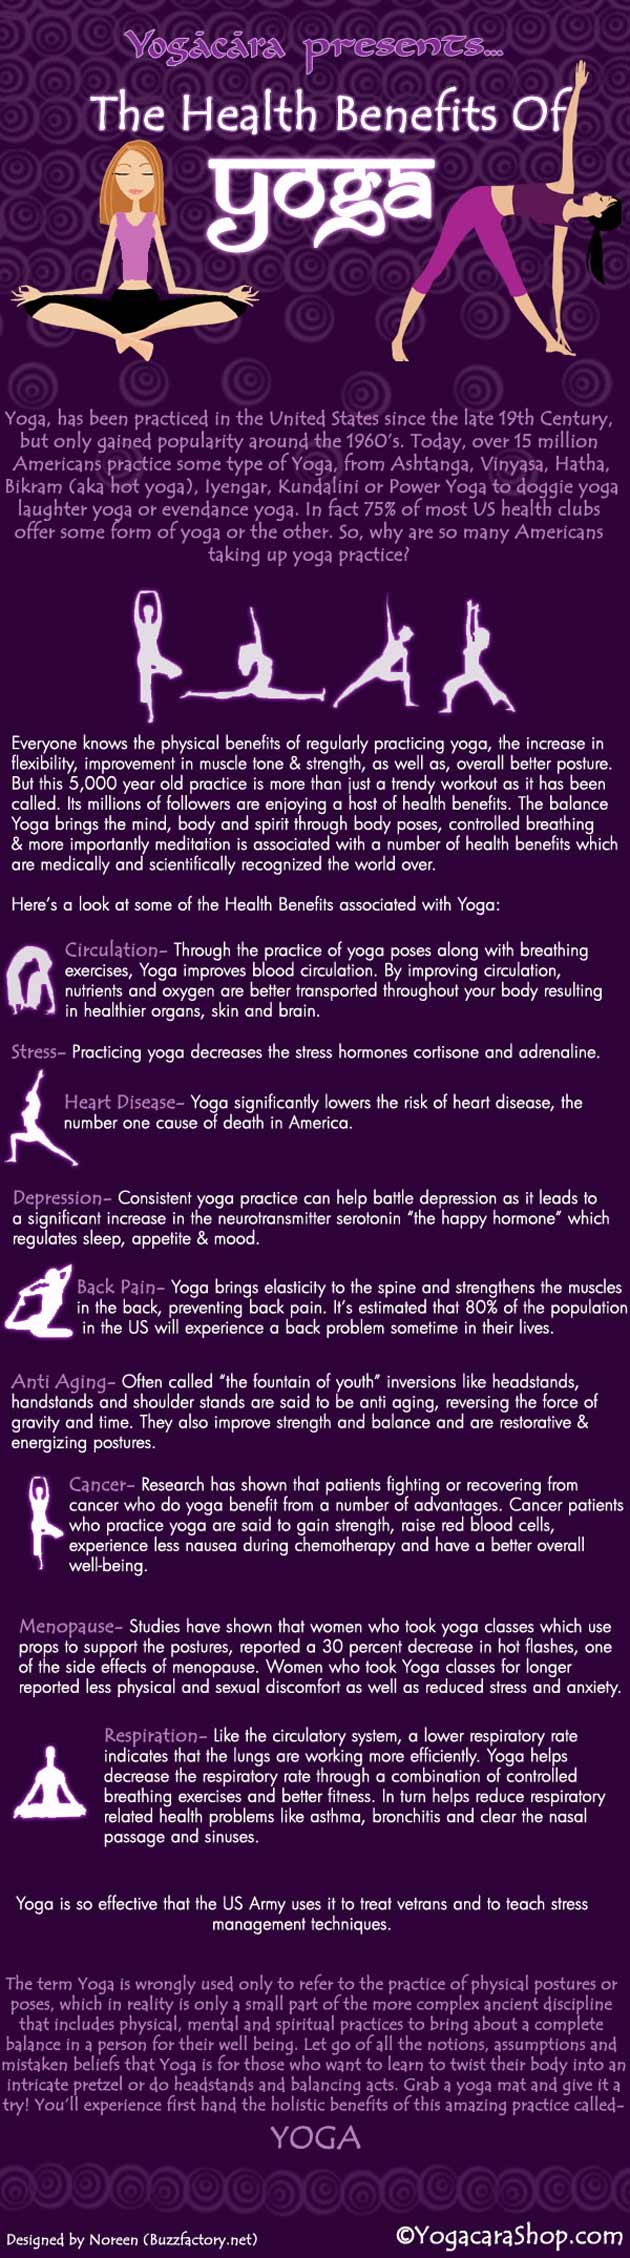 Yogácára presents...
The Health Benefits Of
yoga
Yoga, has been practiced in the United States since the late 19th Century,
but only gained popularity around the 1960's. Today, over 15 million
Americans practice some type of Yoga, from Ashtanga, Vinyasa, Hatha,
Bikram (aka hot yoga), Iyengar, Kundalini or Power Yoga to doggie yoga
laughter yoga or evendance yoga. In fact 75% of most US health clubs
offer some form of yoga or the other. So, why are so many Americans
taking up yoga practice?
Everyone knows the physical benefits of regularly practicing yoga, the increase in
flexibility, improvement in muscle tone & strength, as well as, overall better posture.
But this 5,000 year old practice is more than just a trendy workout as it has been
called. Its millions of followers are enjoying a host of health benefits. The balance
Yoga brings the mind, body and spirit through body poses, controlled breathing
& more importantly meditation is associated with a number of health benefits which
are medically and scientifically recognized the world over.
Here's a look at some of the Health Benefits associated with Yoga:
Circulation- Through the practice of yoga poses along with breathing
exercises, Yoga improves blood circulation. By improving circulation,
nutrients and oxygen are better transported throughout your body resulting
in healthier organs, skin and brain.
Stress- Practicing yoga decreases the stress hormones cortisone and adrenaline.
Heart Disease- Yoga significantly lowers the risk of heart disease, the
number one cause of death in America.
Depression- Consistent yoga practice can help battle depression as it leads to
a significant increase in the neurotransmitter serotonin "the happy hormone" which
regulates sleep, appetite & mood.
Back Pain- Yoga brings elasticity to the spine and strengthens the muscles
in the back, preventing back pain. It's estimated that 80% of the population
in the US will experience a back problem sometime in their lives.
Anti Aging- Often called "the fountain of youth" inversions like headstands,
handstands and shoulder stands are said to be anti aging, reversing the force of
gravity and time. They also improve strength and balance and are restorative &
energizing postures.
Cancer- Research has shown that patients fighting or recovering from
cancer who do yoga benefit from a number of advantages. Cancer patients
who practice yoga are said to gain strength, raise red blood cells,
experience less nausea during chemotherapy and have a better overall
well-being.
Menopause- Studies have shown that women who took yoga classes which use
props to support the postures, reported a 30 percent decrease in hot flashes, one
of the side effects of menopause. Women who took Yoga classes for longer
reported less physical and sexual discomfort as well as reduced stress and anxiety.
Respiration- Like the circulatory system, a lower respiratory rate
indicates that the lungs are working more efficiently. Yoga helps
decrease the respiratory rate through a combination of controlled
breathing exercises and better fitness. In turn helps reduce respiratory
related health problems like asthma, bronchitis and clear the nasal
passage and sinuses.
Yoga is so effective that the US Army uses it to treat vetrans and to teach stress
management techniques.
The term Yoga is wrongly used only to refer to the practice of physical postures or
poses, which in reality is only a small part of the more complex ancient discipline
that includes physical, mental and spiritual practices to bring about a complete
balance in a person for their well being. Let go of all the notions, assumptions and
mistaken beliefs that Yoga is for those who want to learn to twist their body into an
intricate pretzel or do headstands and balancing acts. Grab a yoga mat and give it a
try! You'll experience first hand the holistic benefits of this amazing practice called-
YOGA
Designed by Noreen (Buzzfactory.net)
©YogacaraShop.com